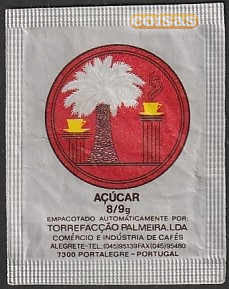 coisas
AÇÚCAR
8/9g
EMPACOTADO AUTOMÁTICAMENTE POR:
TORREFACÇÃO PALMEIRA, LDA
COMÉRCIO E INDÚSTRIA DE CAFÉS
ALEGRETE-TEL.(045)95139FAX(045)95480
7300 PORTALEGRE-PORTUGAL